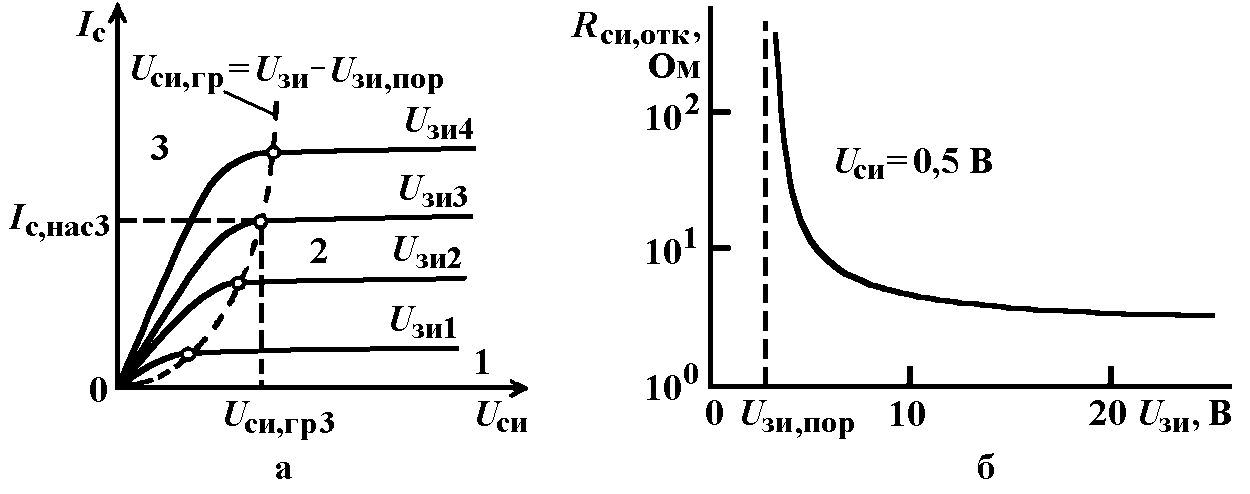 Iс
Uси,гр = Uзи - Uзи,пор
3
Uзи4
Uзи3
Iс,нас3
2
Uзи2
Uзи1
1
0
Uси,гр3
Uси
а
Rси,отк,
Ом
10²
Uси = 0,5 В
10¹
10⁰
0
Uзи,пор
10
20
Uзи, В
б